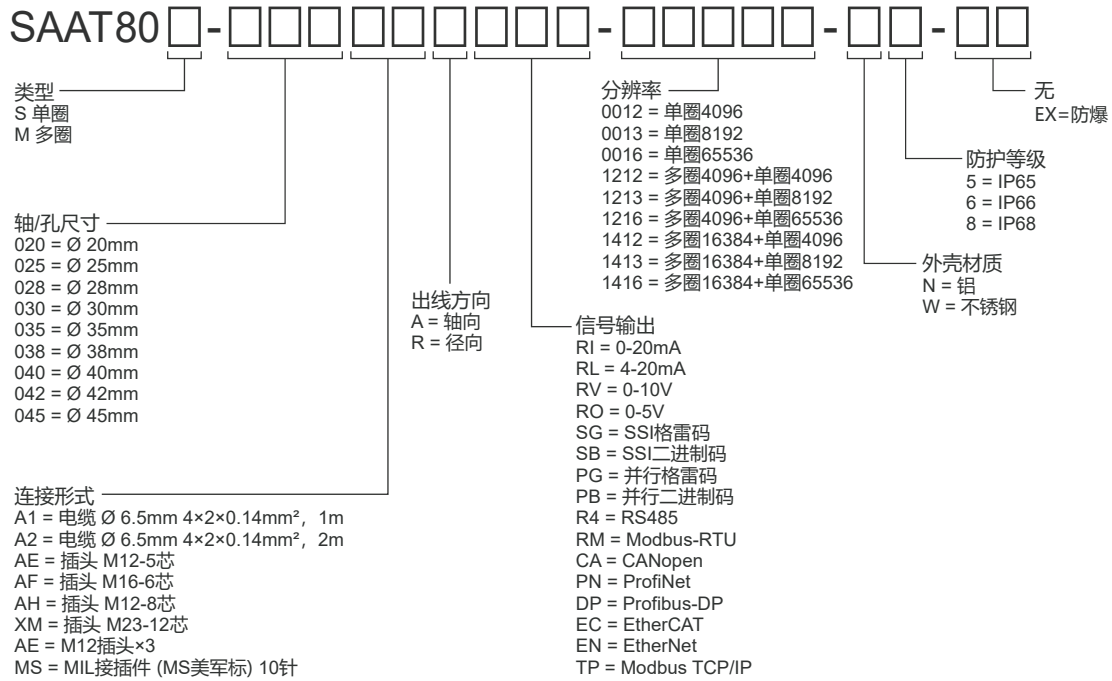 SAAT80□-□□□□□□□□□-□□□□□-□□-□□
类型
S 单圈
M 多圈
轴/孔尺寸
020 = Ø 20mm
025 = Ø 25mm
028 = Ø 28mm
030 = Ø 30mm
035 = Ø 35mm
038 = Ø 38mm
040 = Ø 40mm
042 = Ø 42mm
045 = Ø 45mm
连接形式
A1 = 电缆 Ø 6.5mm 4×2×0.14mm²，1m
A2 = 电缆 Ø 6.5mm 4×2×0.14mm²，2m
AE = 插头 M12-5芯
AF = 插头 M16-6芯
AH = 插头 M12-8芯
XM = 插头 M23-12芯
AE = M12插头×3
MS = MIL接插件 (MS美军标) 10针
出线方向
A = 轴向
R = 径向
信号输出
RI = 0-20mA
RL = 4-20mA
RV = 0-10V
RO = 0-5V
SG = SSI格雷码
SB = SSI二进制码
PG = 并行格雷码
PB = 并行二进制码
R4 = RS485
RM = Modbus-RTU
CA = CANopen
PN = ProfiNet
DP = Profibus-DP
EC = EtherCAT
EN = EtherNet
TP = Modbus TCP/IP
分辨率
0012 = 单圈4096
0013 = 单圈8192
0016 = 单圈65536
1212 = 多圈4096+单圈4096
1213 = 多圈4096+单圈8192
1216 = 多圈4096+单圈65536
1412 = 多圈16384+单圈4096
1413 = 多圈16384+单圈8192
1416 = 多圈16384+单圈65536
外壳材质
N = 铝
W = 不锈钢
防护等级
5 = IP65
6 = IP66
8 = IP68
无
EX=防爆